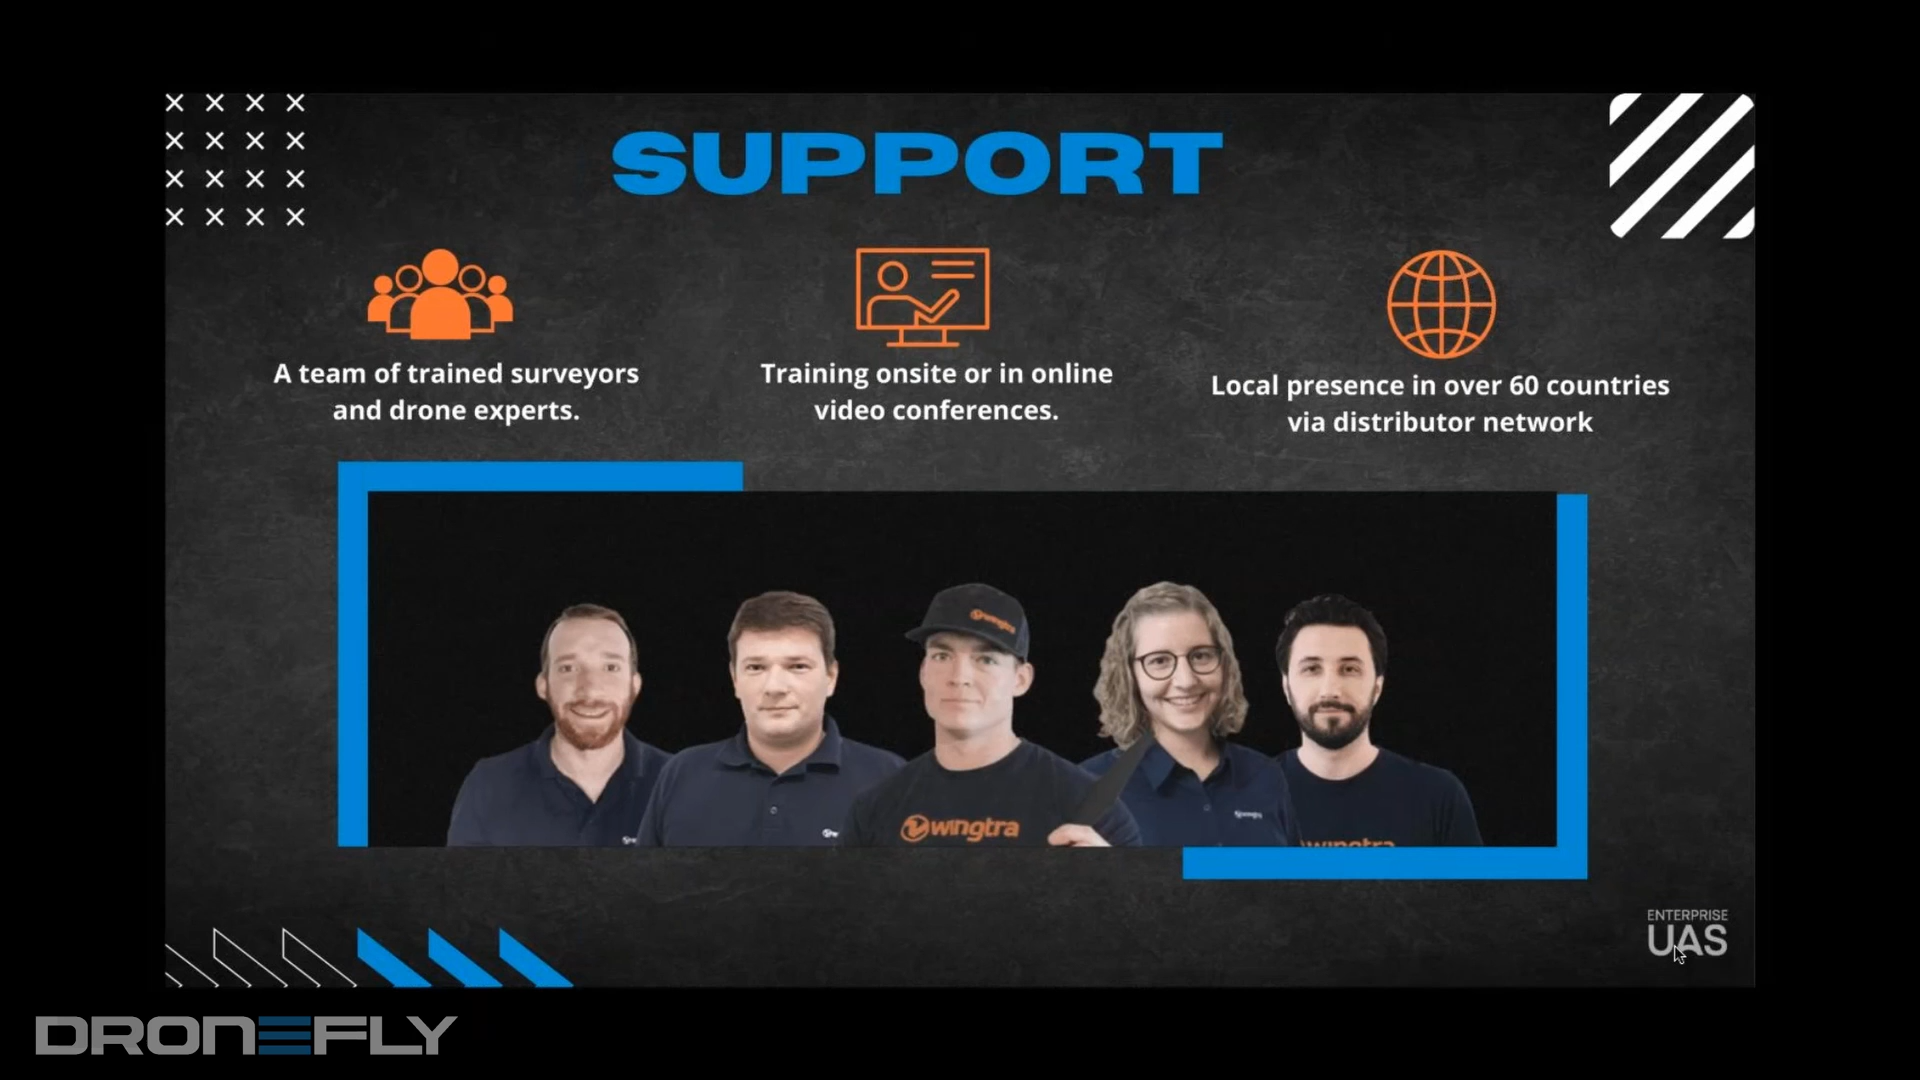 SUPPORT
A team of trained surveyors
and drone experts.
Training onsite or in online
video conferences.
Local presence in over 60 countries
via distributor network
wingtra
wingtra
wingtra
ENTERPRISE
UAS
DRONEFLY